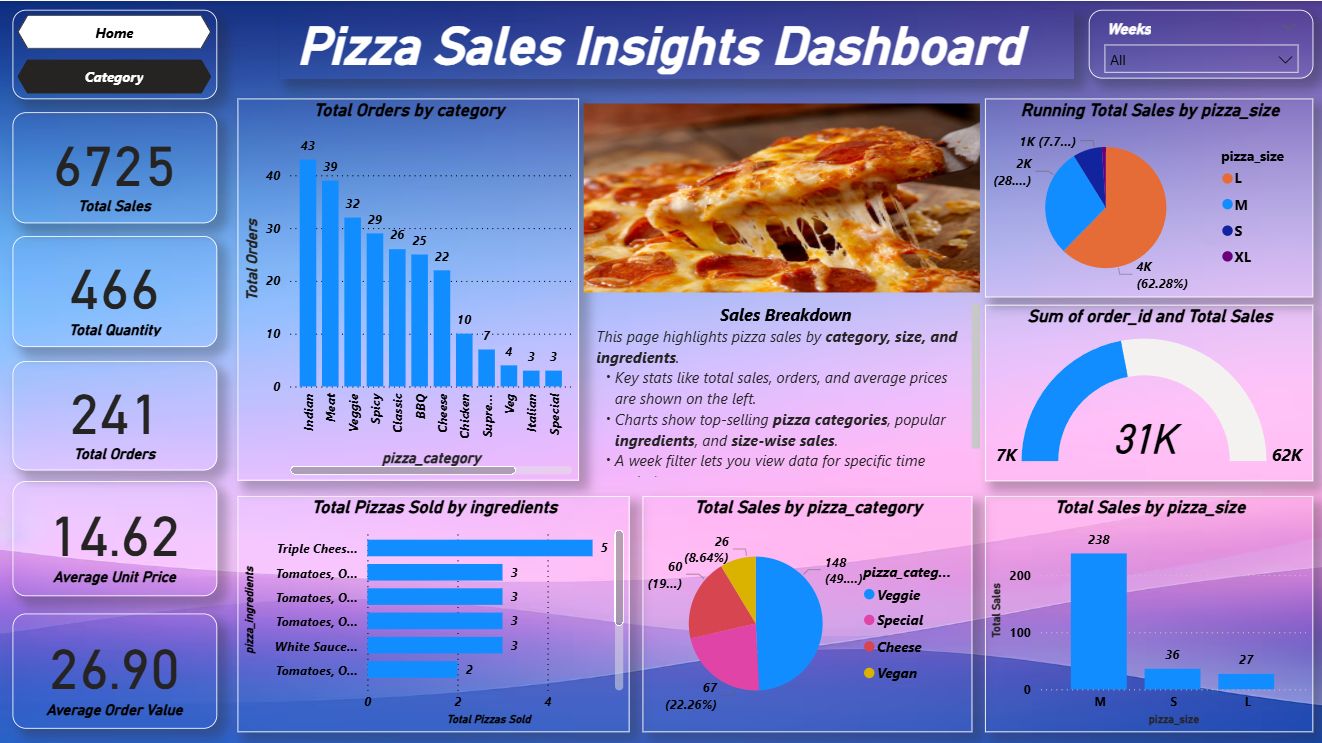 Home
Category
Pizza Sales Insights Dashboard
Weeks
All
6725
Total Sales
466
Total Quantity
241
Total Orders
14.62
Average Unit Price
26.90
Average Order Value
Total Orders by category
Total Orders
40
30
20
10
0
43
39
32
29
26
25
22
10
7
4
3
3
Indian
Meat
Veggie
Spicy
Classic
BBQ
Cheese
Chicken
Supre...
Veg
Italian
Special
pizza_category
Sales Breakdown
This page highlights pizza sales by category, size, and
ingredients.
• Key stats like total sales, orders, and average prices
are shown on the left.
• Charts show top-selling pizza categories, popular
ingredients, and size-wise sales.
• A week filter lets you view data for specific time
Running Total Sales by pizza_size
1K (7.7...)
2K
(28....)
4K
(62.28%)
pizza_size
L
M
S
XL
Sum of order_id and Total Sales
31K
7K
62K
Total Pizzas Sold by ingredients
pizza_ingredients
Triple Chees...
5
Tomatoes, O...
3
Tomatoes, O...
3
Tomatoes, O...
3
White Sauce...
3
Tomatoes, O...
2
0
2
4
Total Pizzas Sold
Total Sales by pizza_category
26
(8.64%)
60
(19...)
67
(22.26%)
148
(49....)
pizza_categ...
Veggie
Special
Cheese
Vegan
Total Sales by pizza_size
Total Sales
200
100
0
238
36
27
M
S
L
pizza_size